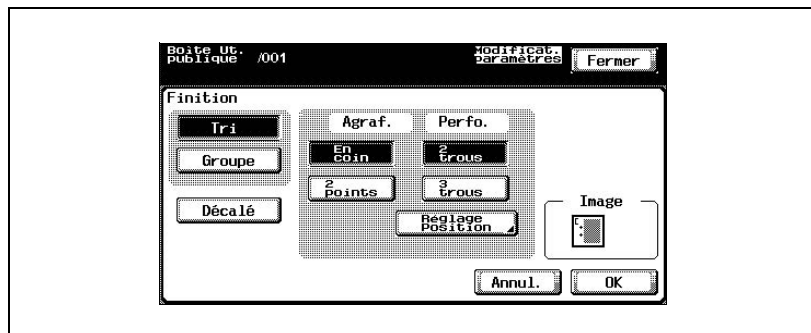 Boîte Ut.
publique /001
Modificat.
paramètres
Fermer
Finition
Tri
Groupe
Décalé
Agraf.
Perfo.
En
coin
2
trous
2
points
3
trous
Réglage
Position
Image
Annul.
OK